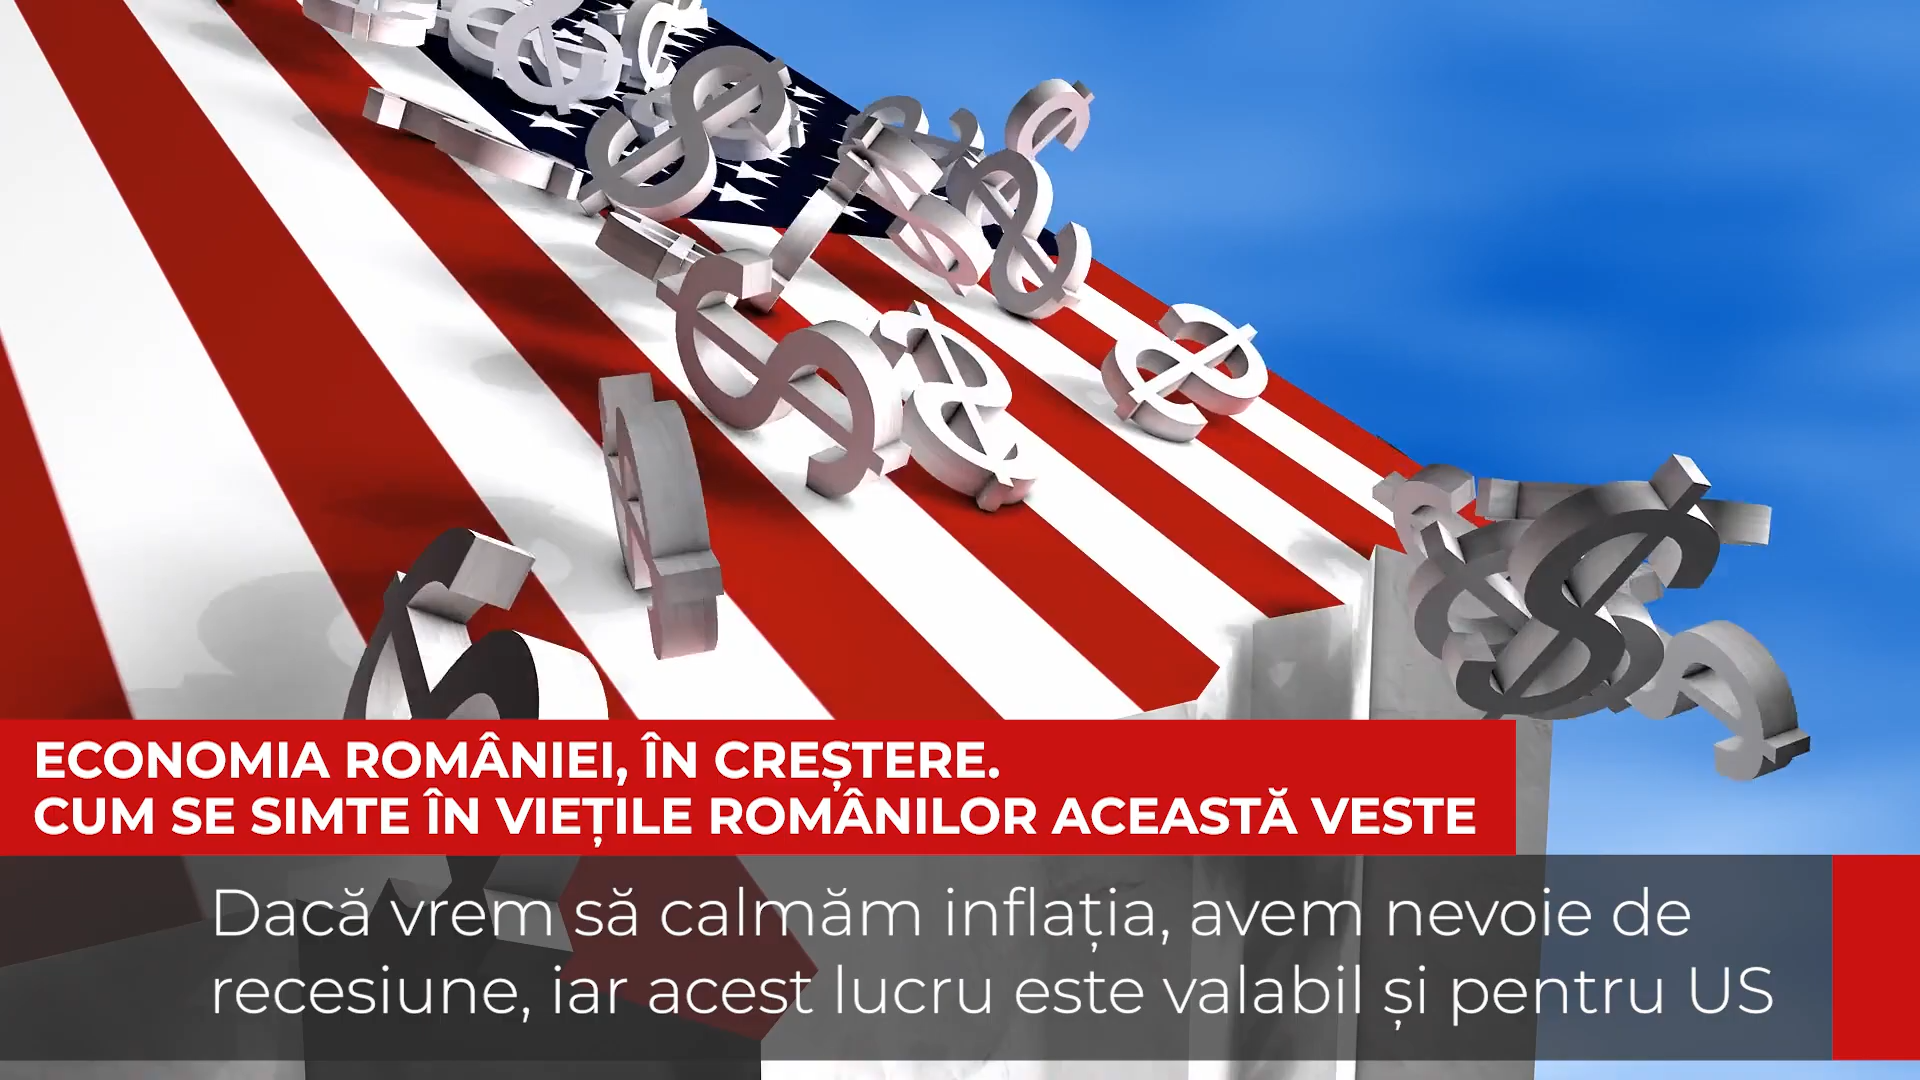 ECONOMIA ROMÂNIEI, ÎN CREȘTERE.
CUM SE SIMTE ÎN VIEȚILE ROMÂNILOR ACEASTĂ VESTE
Dacă vrem să calmăm inflația, avem nevoie de
recesiune, iar acest lucru este valabil și pentru US